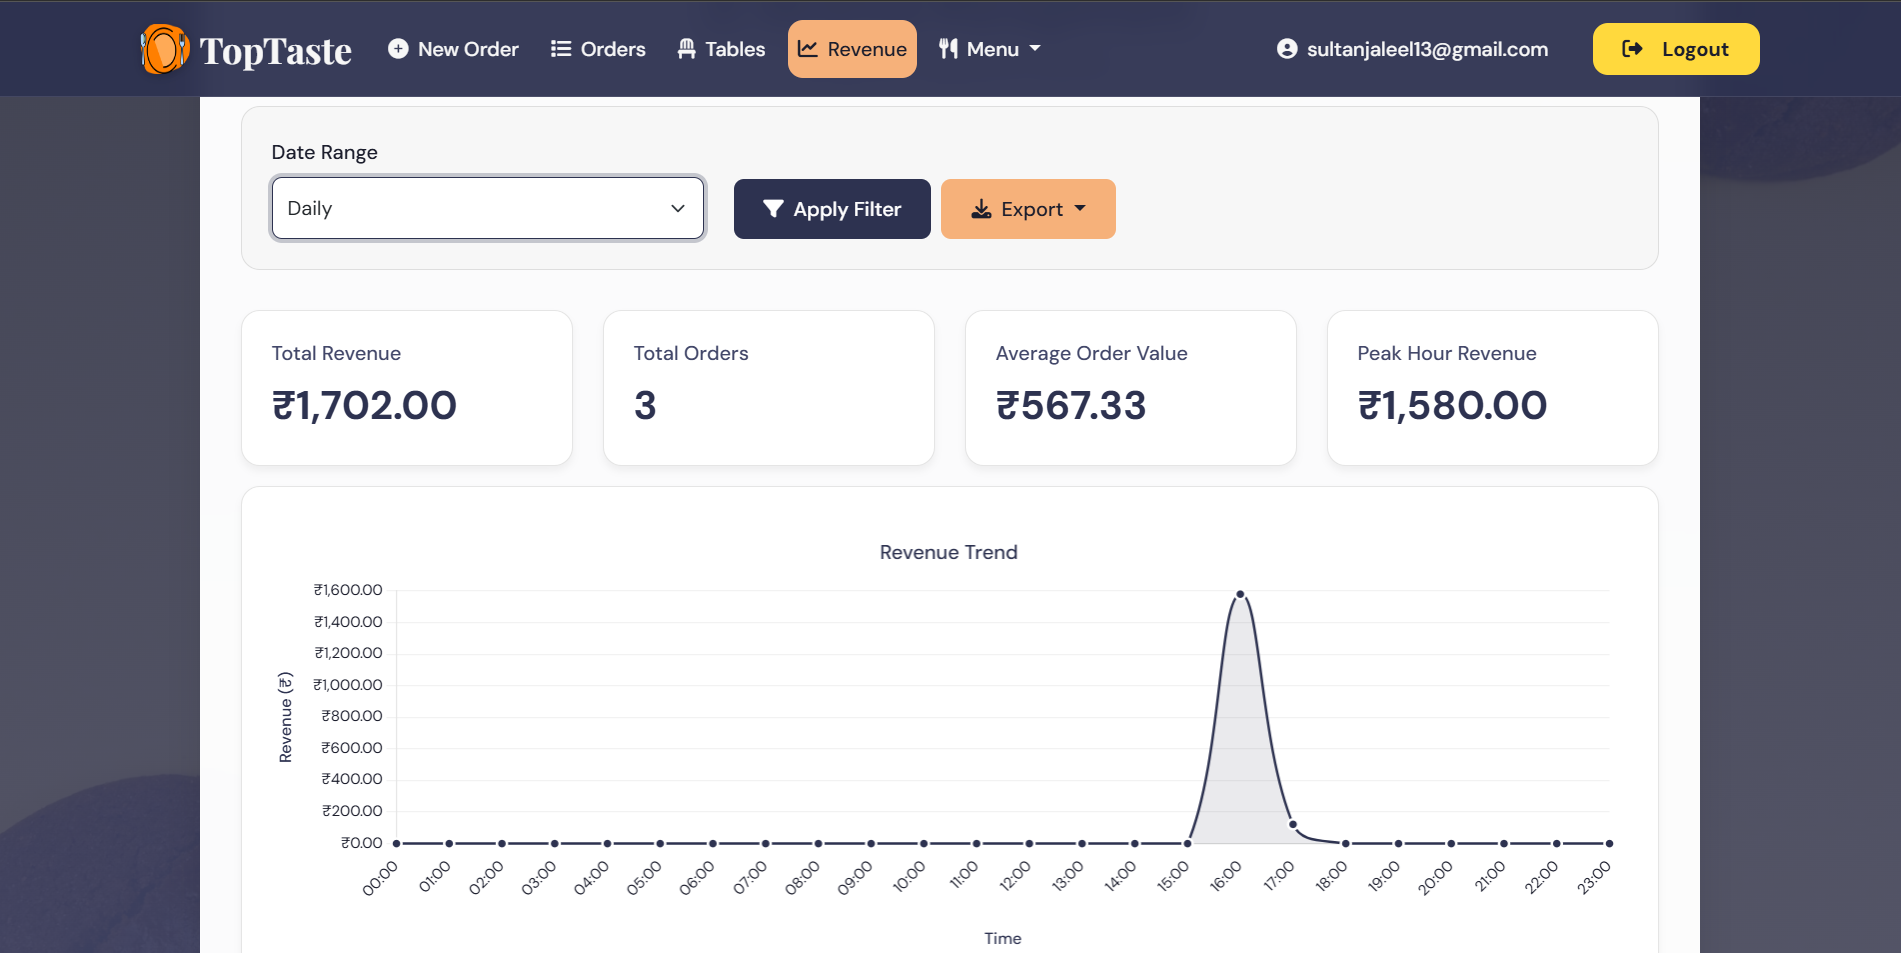 TopTaste New Order Orders Tables Revenue Menu sultanjaleel13@gmail.com Logout
Date Range
Daily Apply Filter Export
Total Revenue Total Orders Average Order Value Peak Hour Revenue
₹1,702.00 3 ₹567.33 ₹1,580.00
Revenue Trend
₹1,600.00
₹1,400.00
₹1,200.00
₹1,000.00
₹800.00
₹600.00
₹400.00
₹200.00
₹0.00
Revenue (₹)
00:00 01:00 02:00 03:00 04:00 05:00 06:00 07:00 08:00 09:00 10:00 11:00 12:00 13:00 14:00 15:00 16:00 17:00 18:00 19:00 20:00 21:00 22:00 23:00
Time